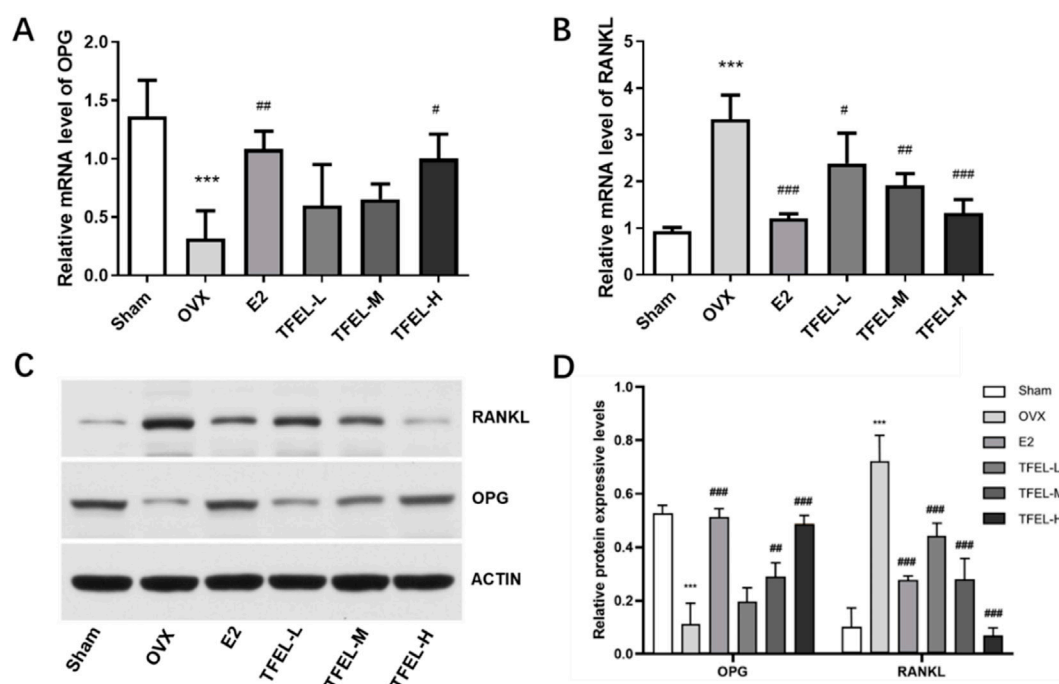 A
Relative mRNA level of OPG
2.0
1.5
1.0
0.5
0.0
***
##
#
Sham
OVX
E2
TFEL-L
TFEL-M
TFEL-H
B
Relative mRNA level of RANKL
5
4
3
2
1
0
***
###
#
##
###
Sham
OVX
E2
TFEL-L
TFEL-M
TFEL-H
C
RANKL
OPG
ACTIN
Sham
OVX
E2
TFEL-L
TFEL-M
TFEL-H
D
Relative protein expressive levels
1.0
0.8
0.6
0.4
0.2
0.0
***
###
##
###
***
###
###
###
###
OPG
RANKL
Sham
OVX
E2
TFEL-L
TFEL-M
TFEL-H